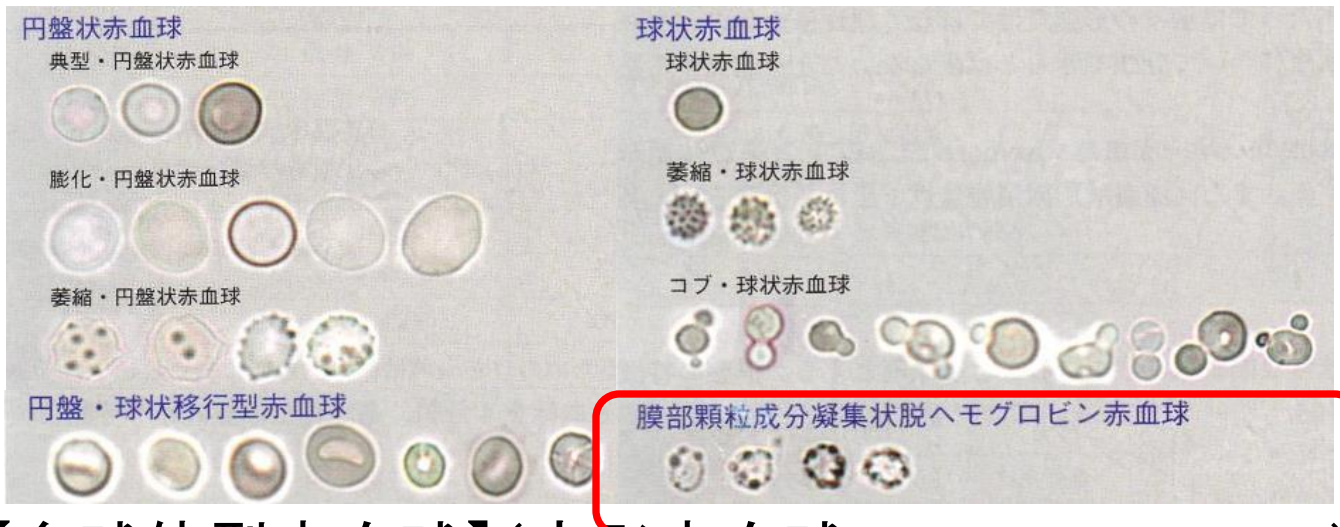 円盤状赤血球
典型・円盤状赤血球
膨化・円盤状赤血球
萎縮・円盤状赤血球
円盤・球状移行型赤血球
球状赤血球
球状赤血球
萎縮・球状赤血球
コブ・球状赤血球
膜部顆粒成分凝集状脱ヘモグロビン赤血球